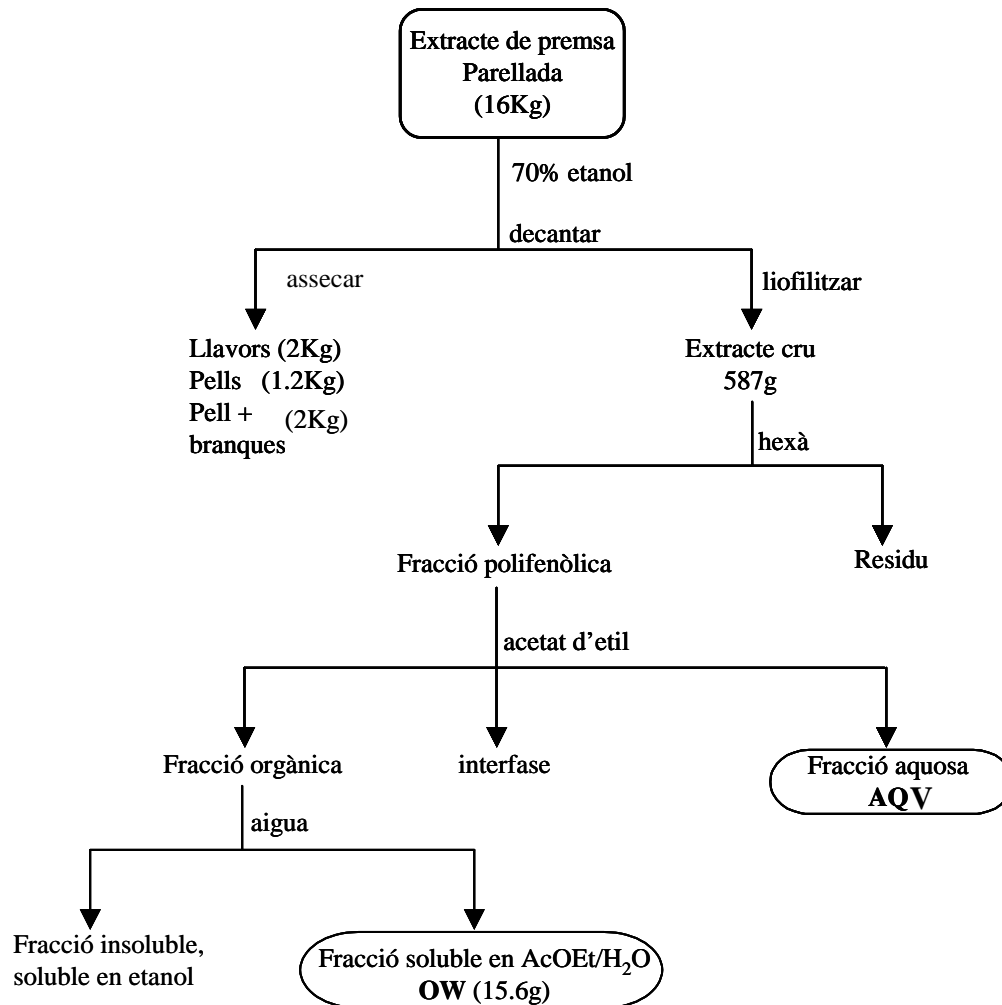 Extracte de premsa
Parellada
(16Kg)
70% etanol
decantar
assecar
liofilitzar
Llavors (2Kg)
Pells (1.2Kg)
Pell + (2Kg)
branques
Extracte cru
587g
hexà
Fracció polifenòlica
Residu
acetat d'etil
Fracció orgànica
interfase
Fracció aquosa
AQV
aigua
Fracció insoluble,
soluble en etanol
Fracció soluble en AcOEt/H₂O
OW (15.6g)